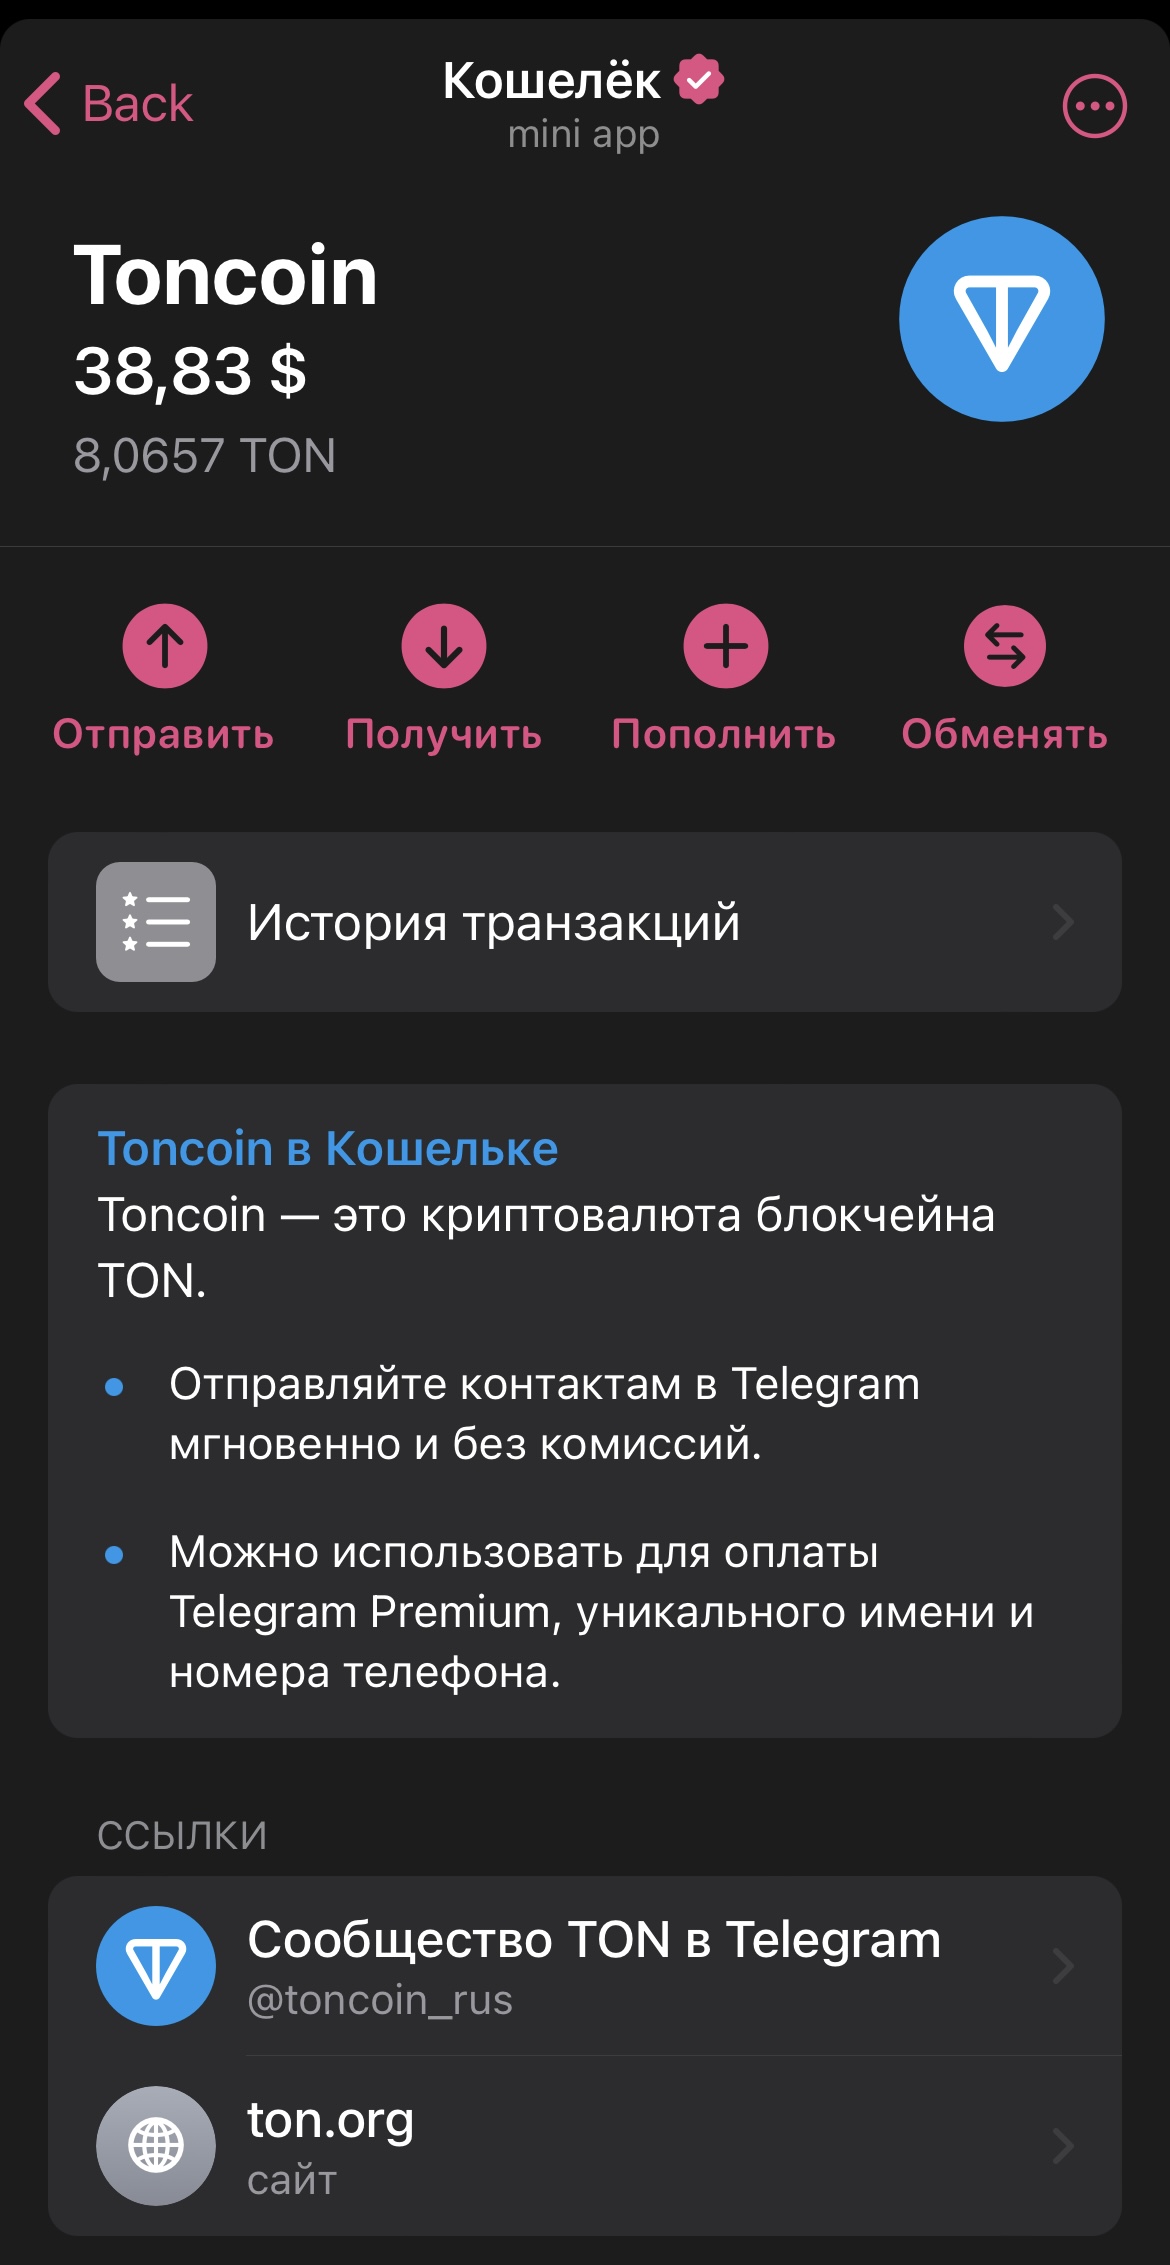 Back
Кошелёк
mini app
Toncoin
38,83 $
8,0657 TON
Отправить
Получить
Пополнить
Обменять
История транзакций
Toncoin в Кошельке
Toncoin — это криптовалюта блокчейна
TON.
Отправляйте контактам в Telegram
мгновенно и без комиссий.
Можно использовать для оплаты
Telegram Premium, уникального имени и
номера телефона.
ССЫЛКИ
Сообщество TON в Telegram
@toncoin_rus
ton.org
сайт